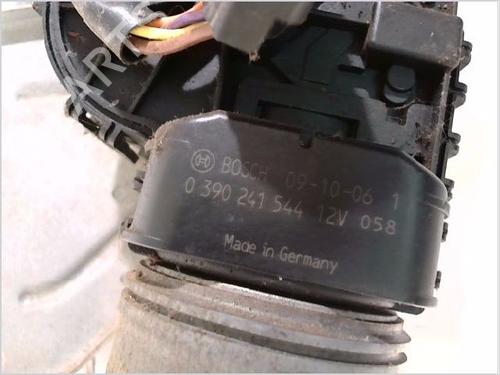 BOSCH 09-10-06 1
0 390 241 544 12V 058
Made in Germany